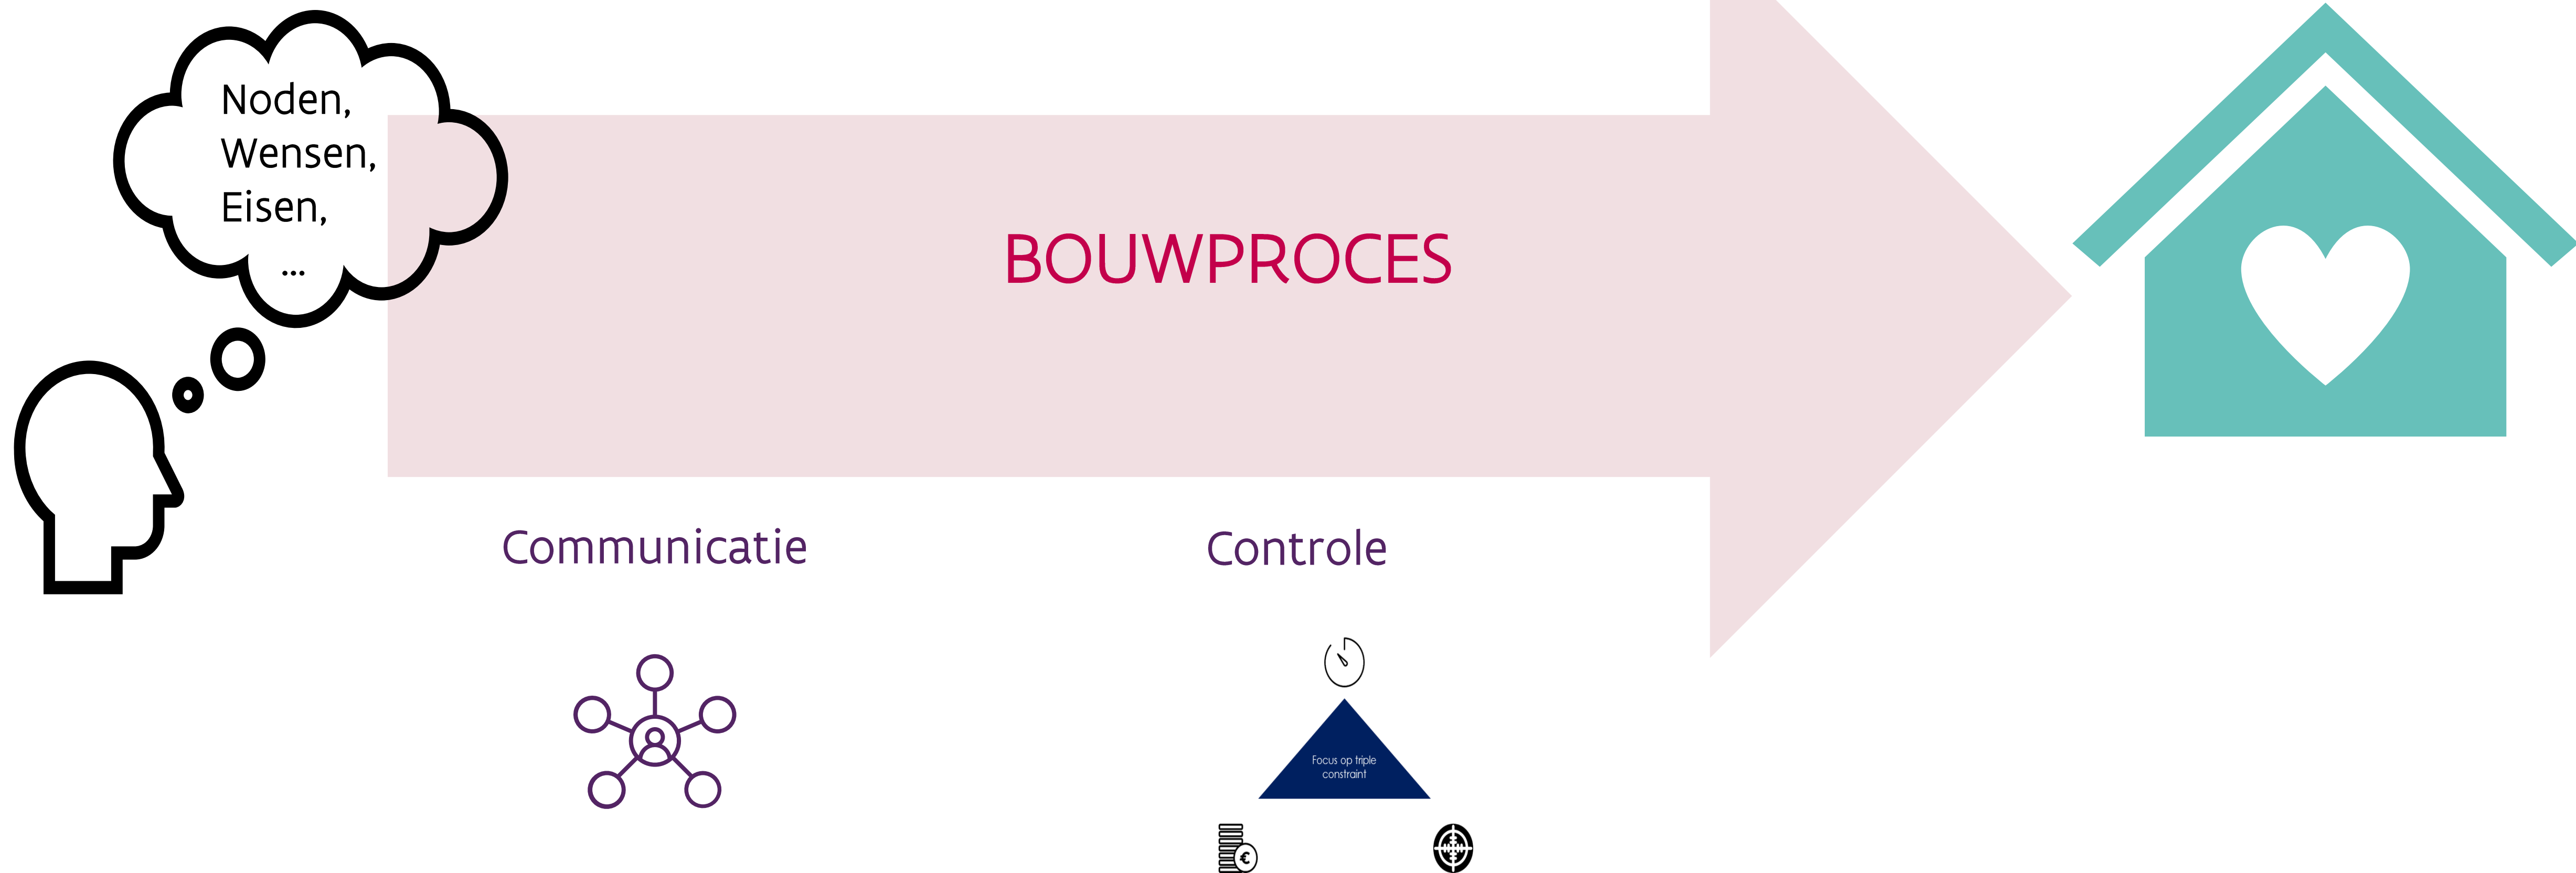 Noden,
Wensen,
Eisen,
...
BOUWPROCES
Communicatie
Controle
Focus op triple
constraint
€